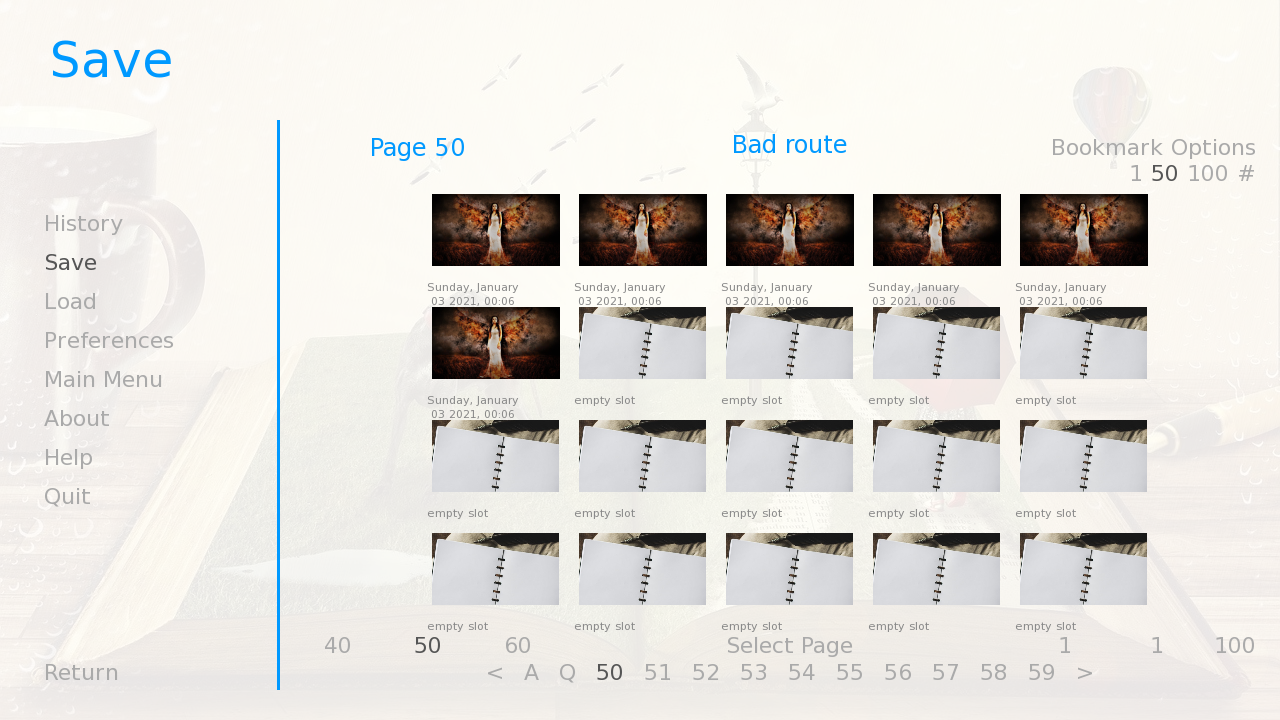 Save
Page 50
Bad route
Bookmark Options
1 50 100 #
History
Save
Load
Preferences
Main Menu
About
Help
Quit
Return
Sunday, January
03 2021, 00:06
Sunday, January
03 2021, 00:06
Sunday, January
03 2021, 00:06
Sunday, January
03 2021, 00:06
Sunday, January
03 2021, 00:06
Sunday, January
03 2021, 00:06
empty slot
empty slot
empty slot
empty slot
empty slot
empty slot
empty slot
empty slot
empty slot
empty slot
empty slot
empty slot
empty slot
empty slot
40 50 60 Select Page 1 1 100
< A Q 50 51 52 53 54 55 56 57 58 59 >